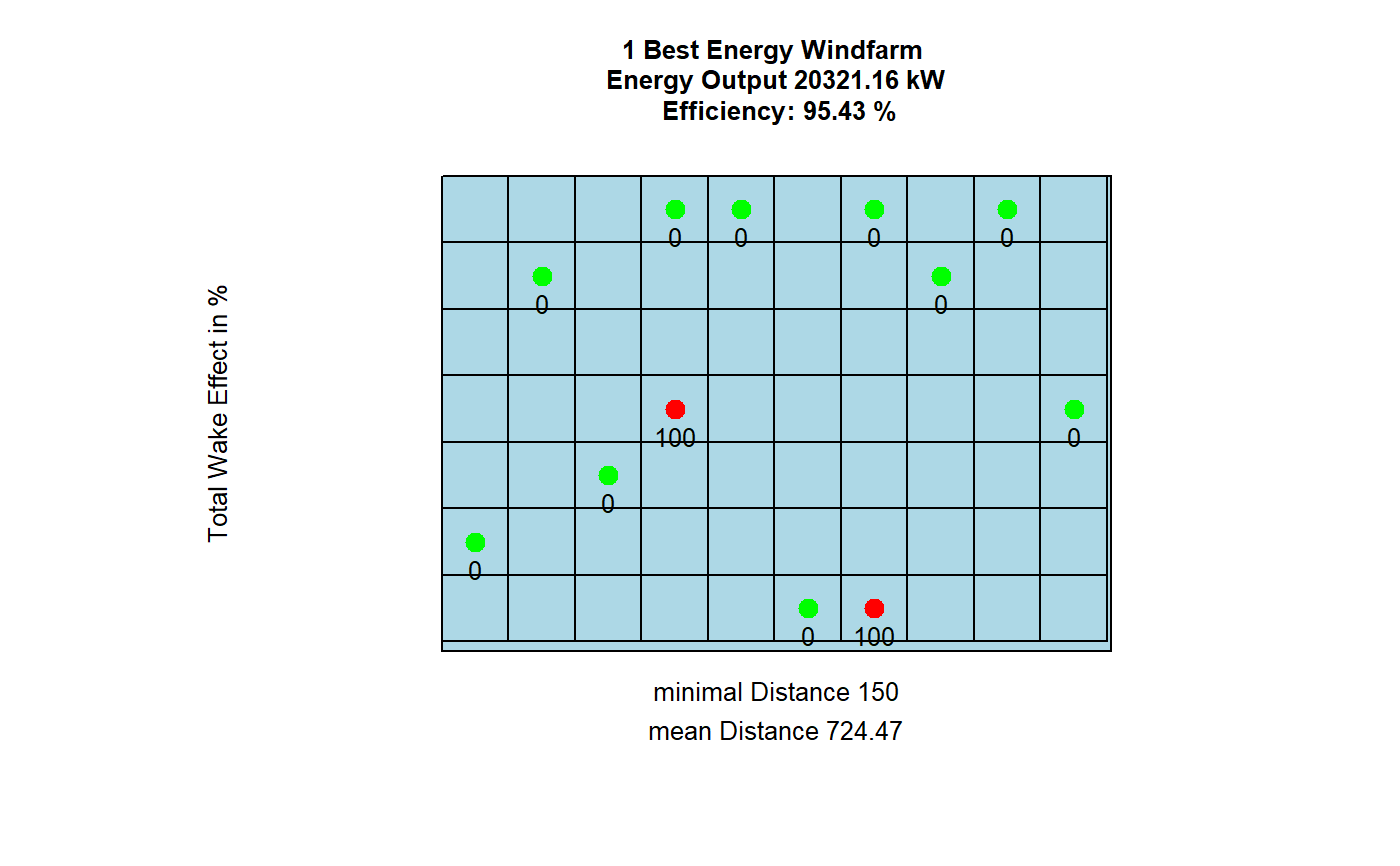 1 Best Energy Windfarm
Energy Output 20321.16 kW
Efficiency: 95.43 %
Total Wake Effect in %
0 0 0 0
0 0
100 0
0
0
0 100
minimal Distance 150
mean Distance 724.47